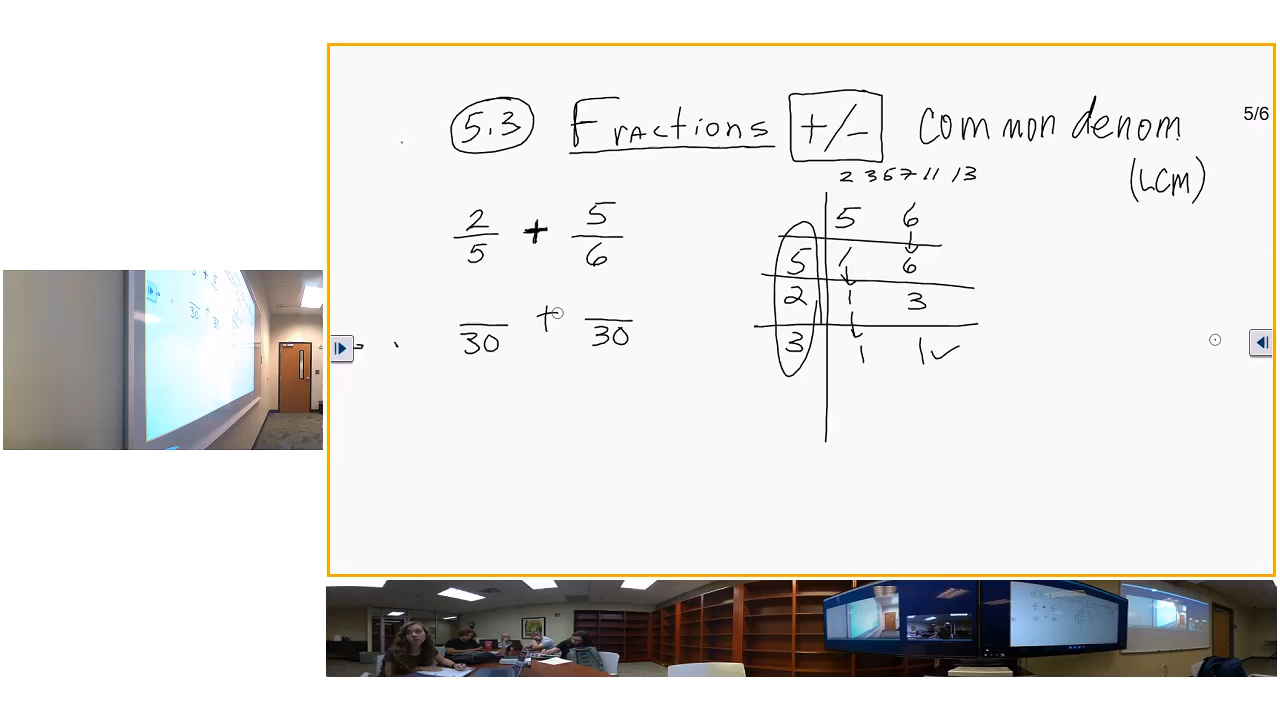 5.3 Fractions +/- common denom.
(LCM)
5/6
2 3 5 7 11 13
2/5 + 5/6
/30 + /30
5 6
5 1 6
2 1 3
3 1 1✓